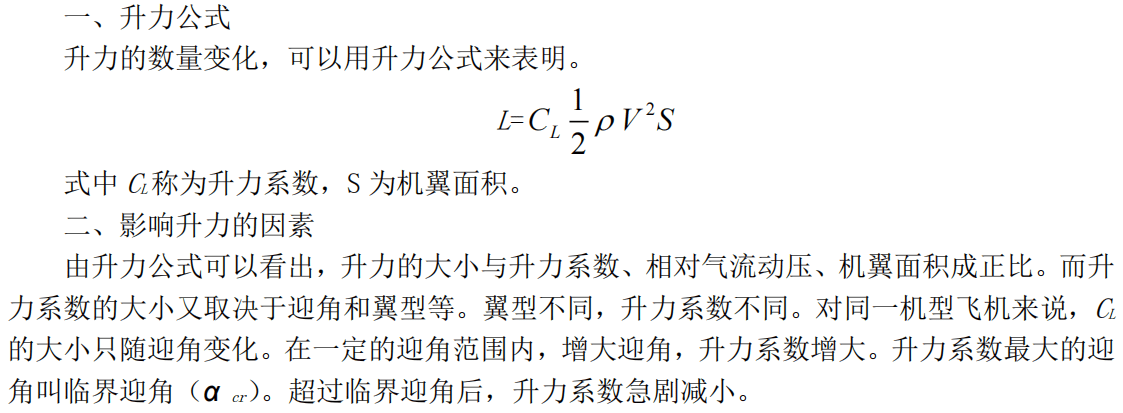 一、升力公式
升力的数量变化，可以用升力公式来表明。
L=C_L \frac{1}{2} ρ V²S
式中 C_L 称为升力系数，S 为机翼面积。
二、影响升力的因素
由升力公式可以看出，升力的大小与升力系数、相对气流动压、机翼面积成正比。而升
力系数的大小又取决于迎角和翼型等。翼型不同，升力系数不同。对同一机型飞机来说，C_L
的大小只随迎角变化。在一定的迎角范围内，增大迎角，升力系数增大。升力系数最大的迎
角叫临界迎角（α cr）。超过临界迎角后，升力系数急剧减小。